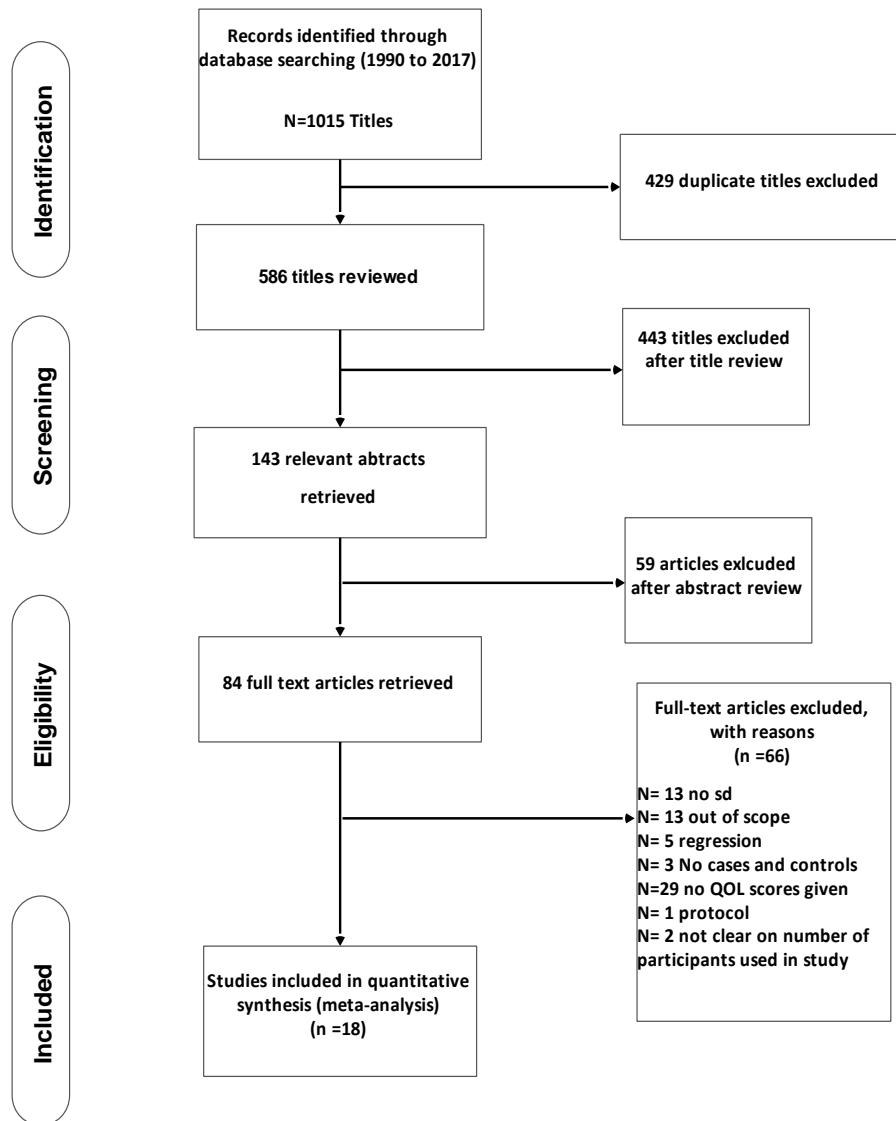 Identification
Records identified through
database searching (1990 to 2017)
N=1015 Titles
429 duplicate titles excluded
586 titles reviewed
Screening
443 titles excluded
after title review
143 relevant abtracts
retrieved
59 articles exlcuded
after abstract review
Eligibility
84 full text articles retrieved
Full-text articles excluded,
with reasons
(n =66)
N= 13 no sd
N= 13 out of scope
N= 5 regression
N= 3 No cases and controls
N=29 no QOL scores given
N= 1 protocol
N= 2 not clear on number of
participants used in study
Included
Studies included in quantitative
synthesis (meta-analysis)
(n =18)